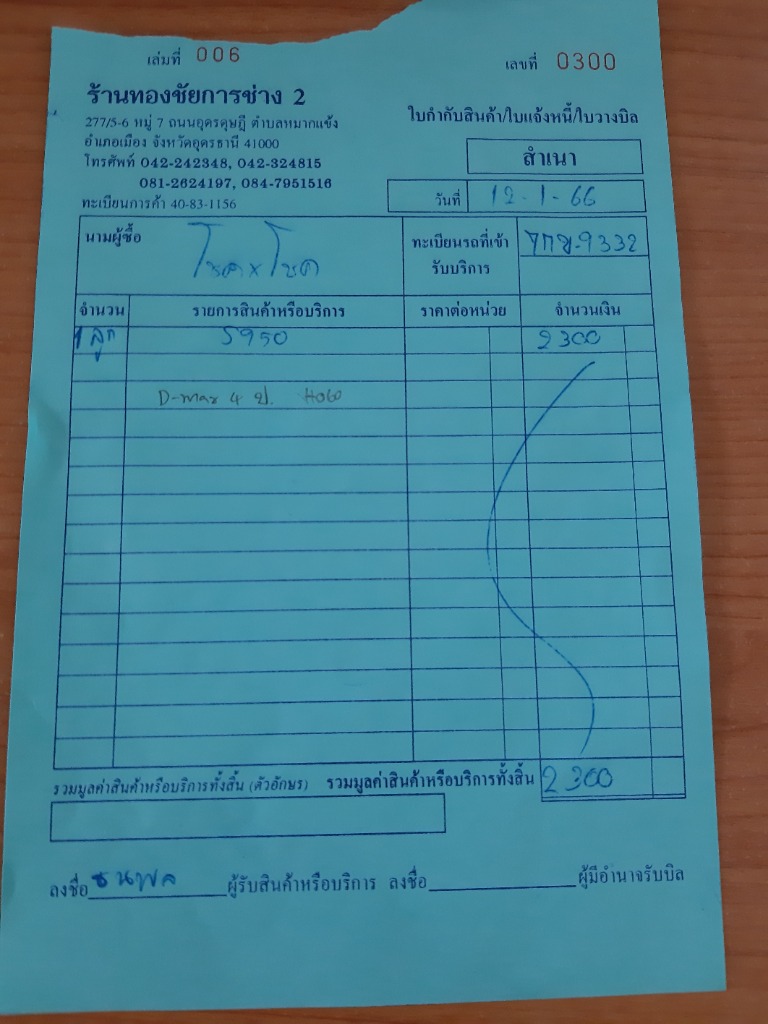 เล่มที่ 006
เลขที่ 0300
ร้านทองชัยการช่าง 2
277/5-6 หมู่ 7 ถนนอุดรดุษฎี ตำบลหมากแข้ง
อำเภอเมือง จังหวัดอุดรธานี 41000
โทรศัพท์ 042-242348, 042-324815
081-2624197, 084-7951516
ทะเบียนการค้า 40-83-1156
ใบกำกับสินค้า/ใบแจ้งหนี้/ใบวางบิล
สำเนา
วันที่ 12-1-66
นามผู้ซื้อ โชคxโชค
ทะเบียนรถที่เข้ารับบริการ 9332
จำนวน รายการสินค้าหรือบริการ ราคาต่อหน่วย จำนวนเงิน
1 ลูก 5950 2300
D-max 4 ป.
รวมมูลค่าสินค้าหรือบริการทั้งสิ้น (ตัวอักษร) รวมมูลค่าสินค้าหรือบริการทั้งสิ้น 2300
ลงชื่อ ธนพล ผู้รับสินค้าหรือบริการ ลงชื่อ ผู้มีอำนาจรับบิล